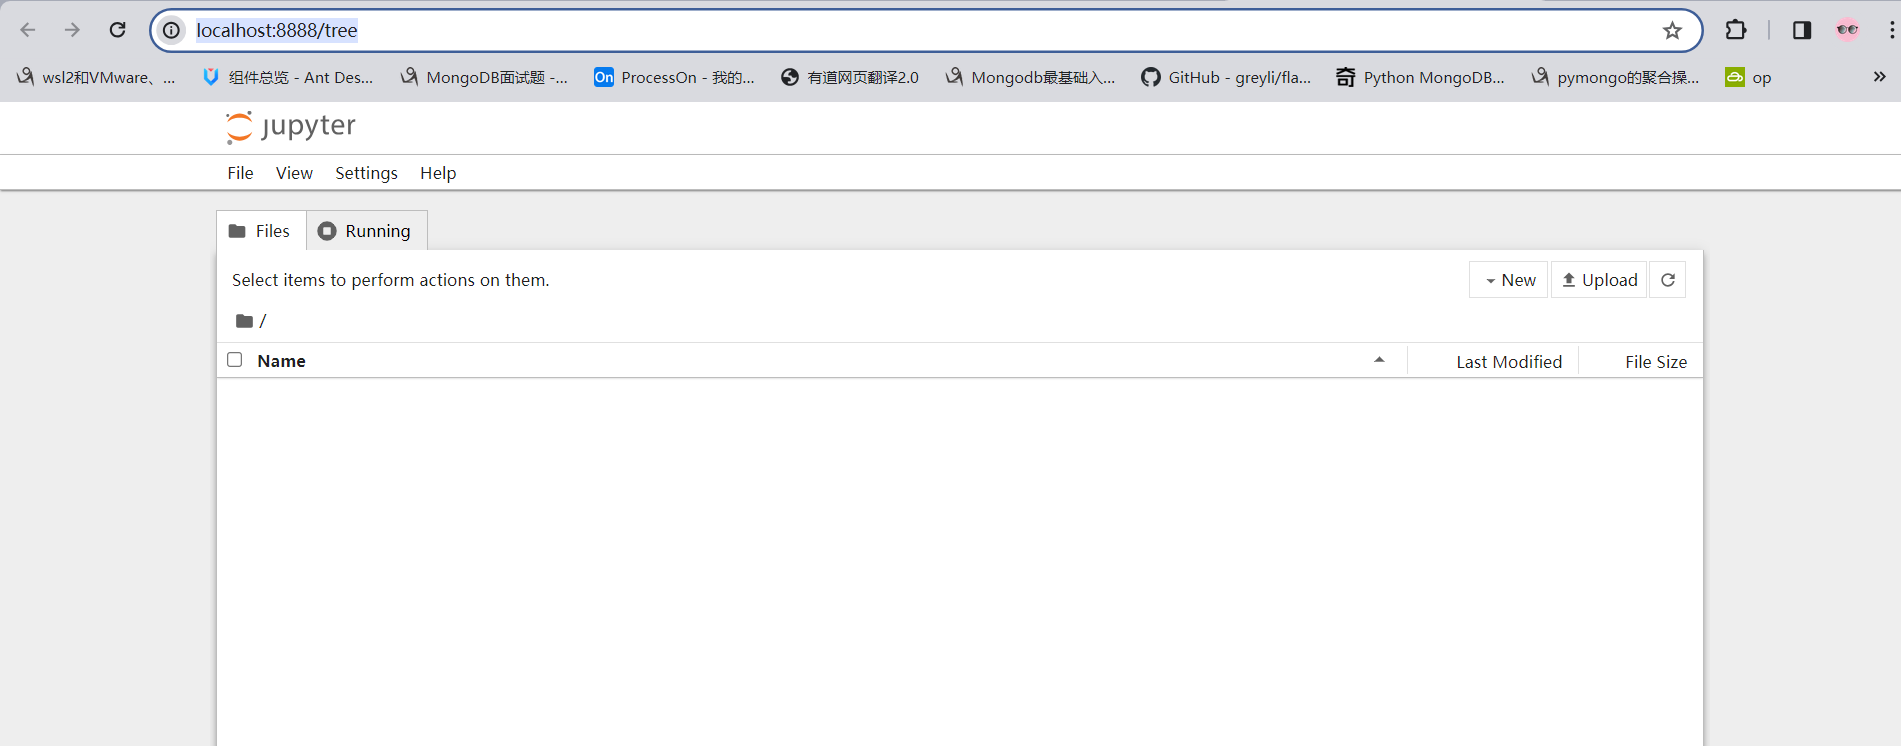 localhost:8888/tree
wsl2和VMware、... 组件总览 - Ant Des... MongoDB面试题 -... On ProcessOn - 我的... 有道网页翻译2.0 Mongodb最基础入... GitHub - greyli/fla... 奇 Python MongoDB... pymongo的聚合操... op »
jupyter
File View Settings Help
Files Running
Select items to perform actions on them. New Upload
/
Name Last Modified File Size